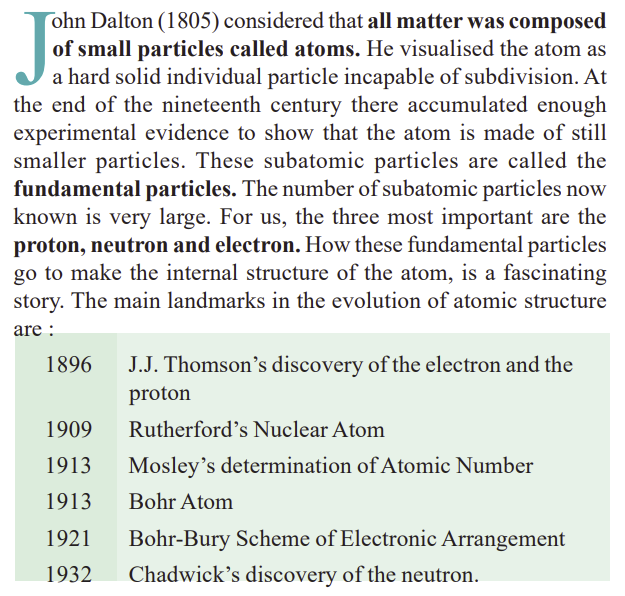 John Dalton (1805) considered that all matter was composed
of small particles called atoms. He visualised the atom as
a hard solid individual particle incapable of subdivision. At
the end of the nineteenth century there accumulated enough
experimental evidence to show that the atom is made of still
smaller particles. These subatomic particles are called the
fundamental particles. The number of subatomic particles now
known is very large. For us, the three most important are the
proton, neutron and electron. How these fundamental particles
go to make the internal structure of the atom, is a fascinating
story. The main landmarks in the evolution of atomic structure
are :
1896 J.J. Thomson’s discovery of the electron and the
proton
1909 Rutherford’s Nuclear Atom
1913 Mosley’s determination of Atomic Number
1913 Bohr Atom
1921 Bohr-Bury Scheme of Electronic Arrangement
1932 Chadwick’s discovery of the neutron.